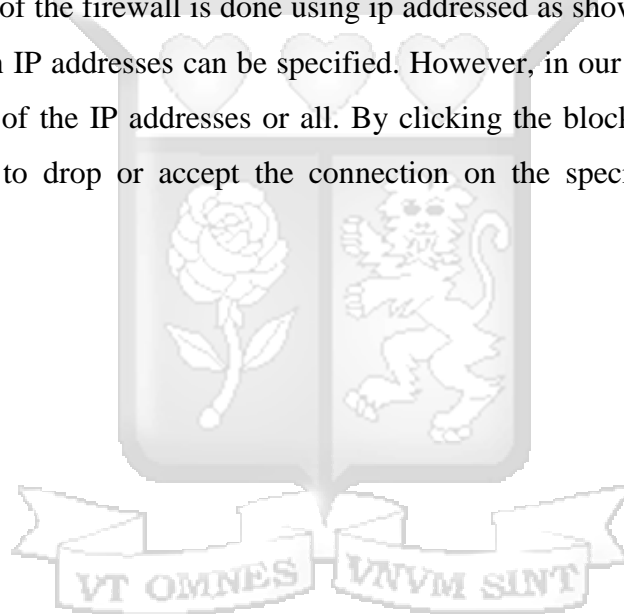 of the firewall is done using ip addressed as show
n IP addresses can be specified. However, in our
of the IP addresses or all. By clicking the block
to drop or accept the connection on the speci
VT OMNES VNVM SINT